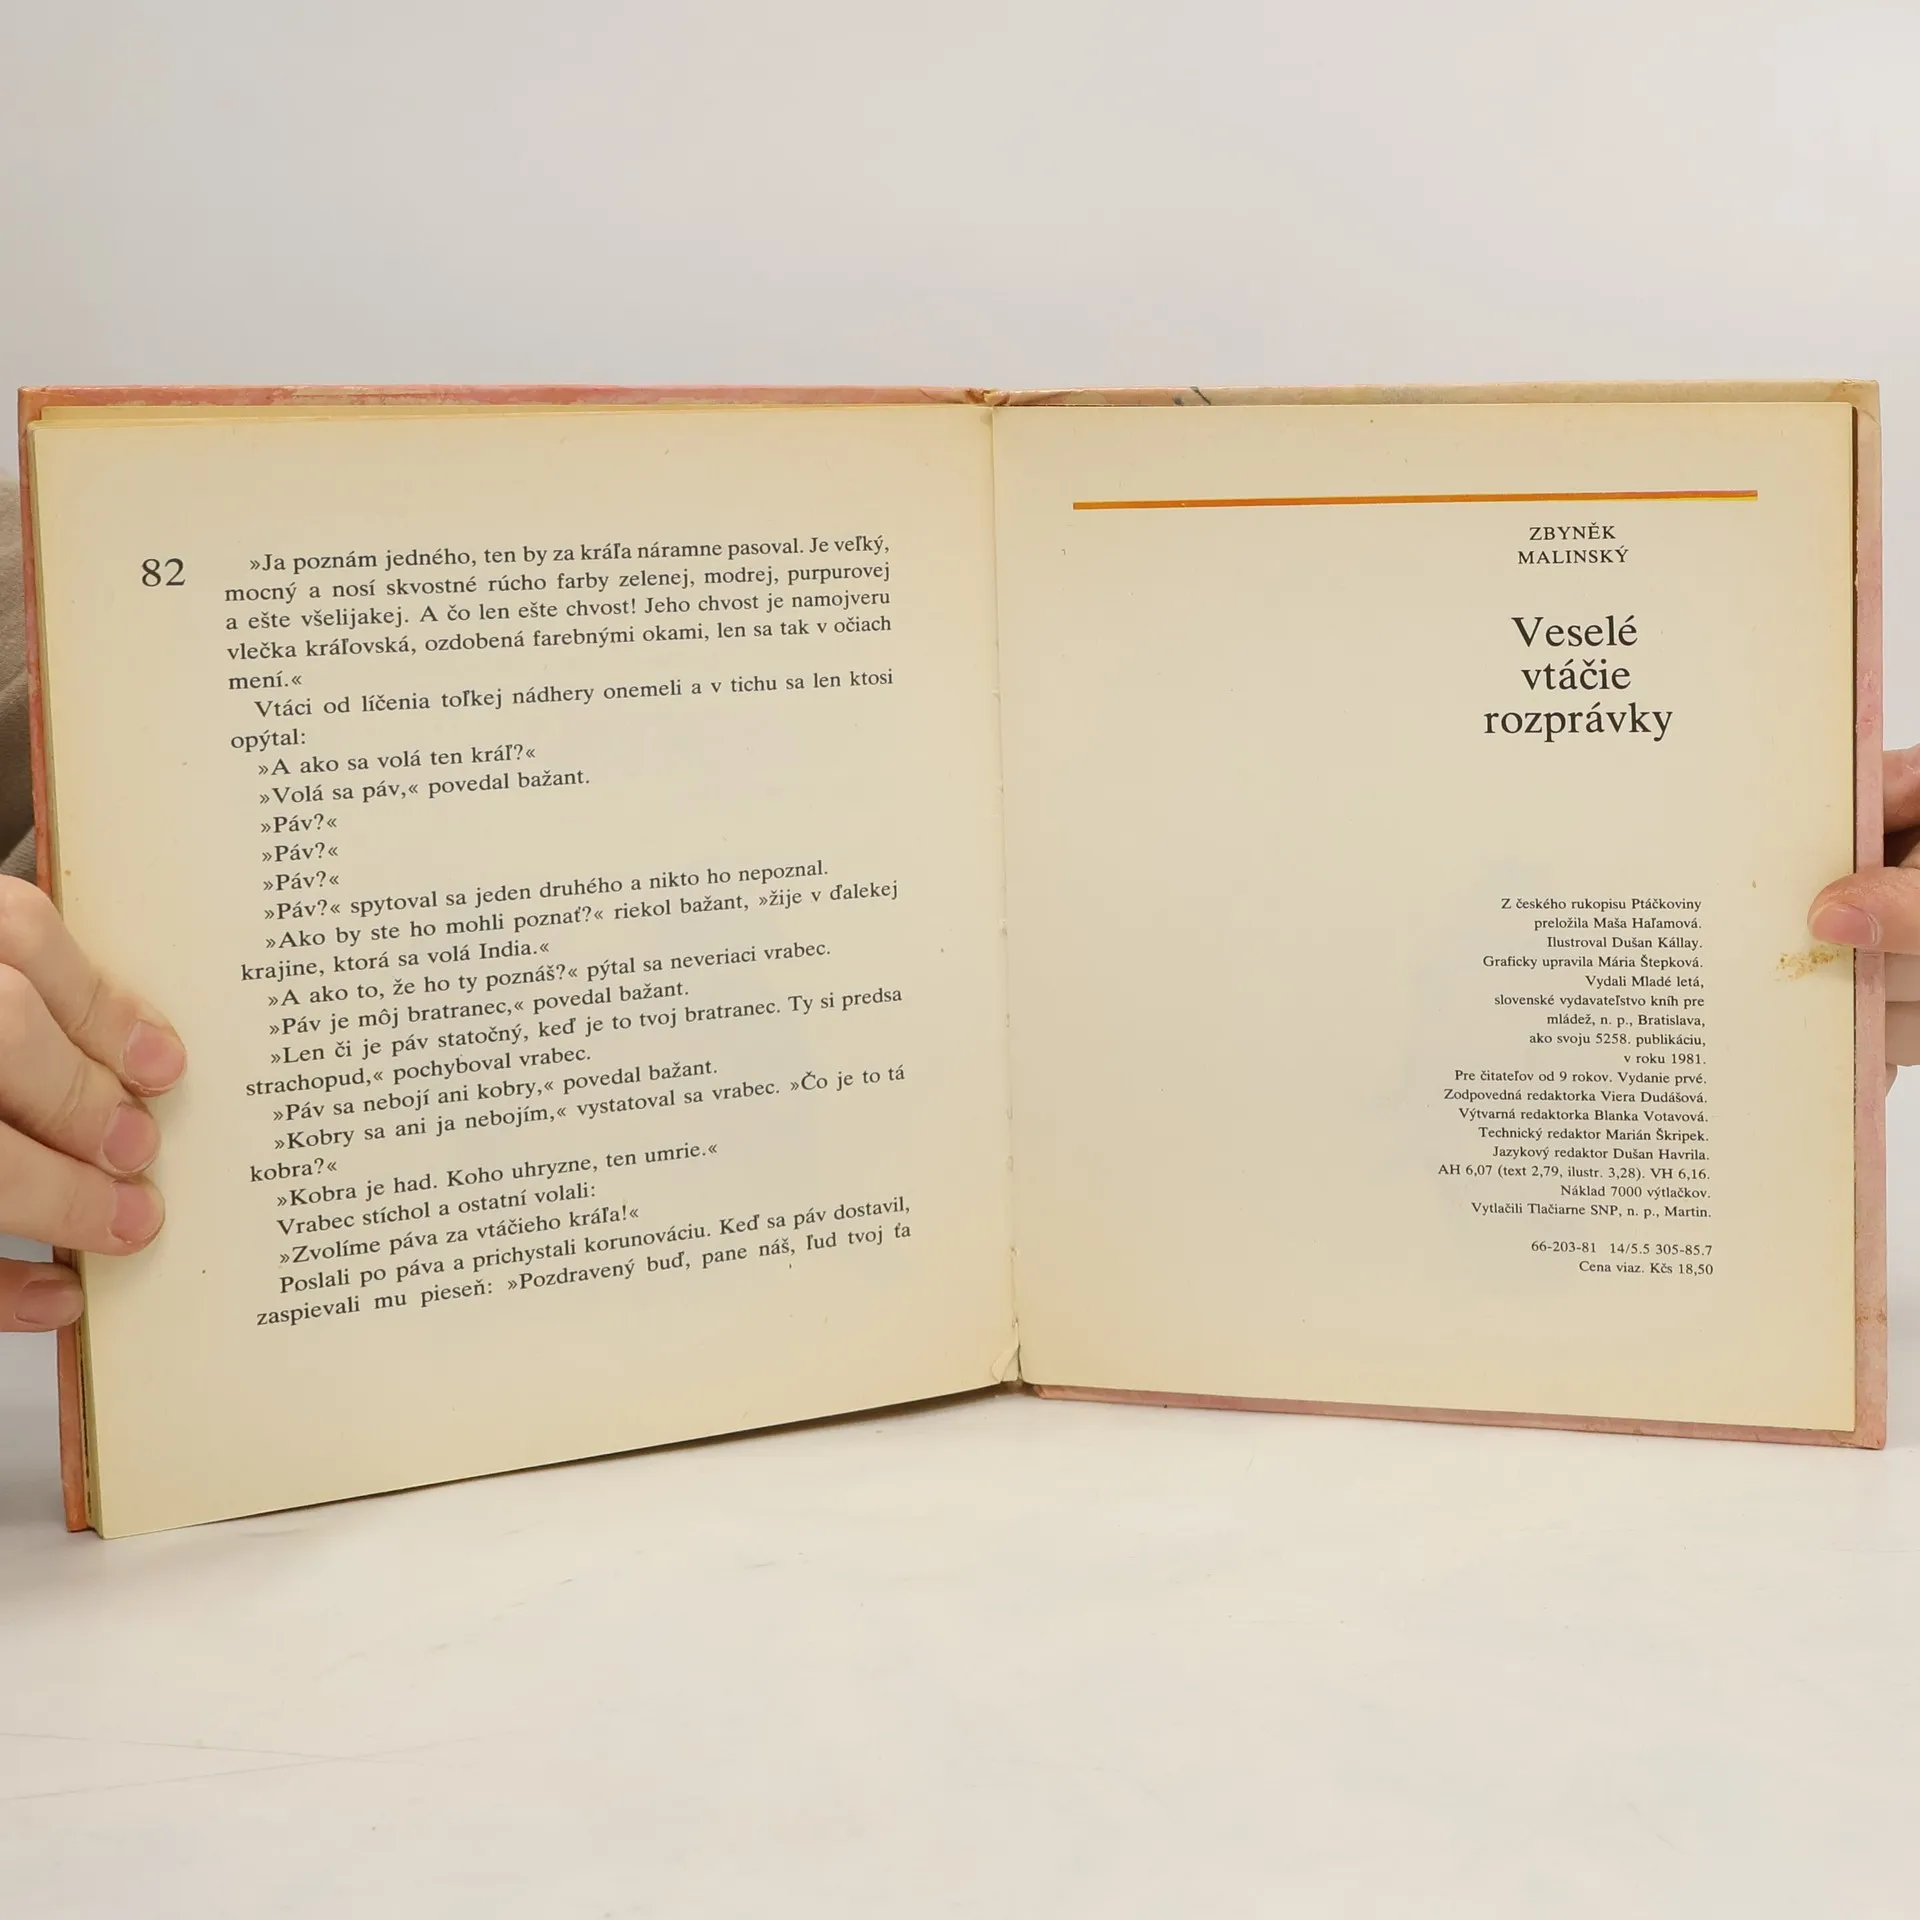 82
»Ja poznám jedného, ten by za kráľa náramne pasoval. Je veľký,
mocný a nosí skvostné rúcho farby zelenej, modrej, purpurovej
a ešte všelijakej. A čo len ešte chvost! Jeho chvost je namojveru
vlečka kráľovská, ozdobená farebnými okami, len sa tak v očiach
mení.«
Vtáci od líčenia toľkej nádhery onemeli a v tichu sa len ktosi
opýtal:
»A ako sa volá ten kráľ?«
»Volá sa páv,« povedal bažant.
»Páv?«
»Páv?«
»Páv?«
»Páv?« spytoval sa jeden druhého a nikto ho nepoznal.
»Ako by ste ho mohli poznať?« riekol bažant, »žije v ďalekej
krajine, ktorá sa volá India.«
»A ako to, že ho ty poznáš?« pýtal sa neveriaci vrabec.
»Páv je môj bratranec,« povedal bažant.
»Len či je páv statočný, keď je to tvoj bratranec. Ty si predsa
strachopud,« pochyboval vrabec.
»Páv sa nebojí ani kobry,« povedal bažant.
»Kobry sa ani ja nebojím,« vystatoval sa vrabec. »Čo je to tá
kobra?«
»Kobra je had. Koho uhryzne, ten umrie.«
Vrabec stíchol a ostatní volali:
»Zvolíme páva za vtáčieho kráľa!«
Poslali po páva a prichystali korunováciu. Keď sa páv dostavil,
zaspievali mu pieseň: »Pozdravený buď, pane náš, ľud tvoj ťa
ZBYNĚK
MALINSKÝ
Veselé
vtáčie
rozprávky
Z českého rukopisu Ptáčkoviny
preložila Maša Haľamová.
Ilustroval Dušan Kállay.
Graficky upravila Mária Štepková.
Vydali Mladé letá,
slovenské vydavateľstvo kníh pre
mládež, n. p., Bratislava,
ako svoju 5258. publikáciu,
v roku 1981.
Pre čitateľov od 9 rokov. Vydanie prvé.
Zodpovedná redaktorka Viera Dudášová.
Výtvarná redaktorka Blanka Votavová.
Technický redaktor Marián Škripek.
Jazykový redaktor Dušan Havrila.
AH 6,07 (text 2,79, ilustr. 3,28). VH 6,16.
Náklad 7000 výtlačkov.
Vytlačili Tlačiarne SNP, n. p., Martin.
66-203-81 14/5.5 305-85.7
Cena viaz. Kčs 18,50